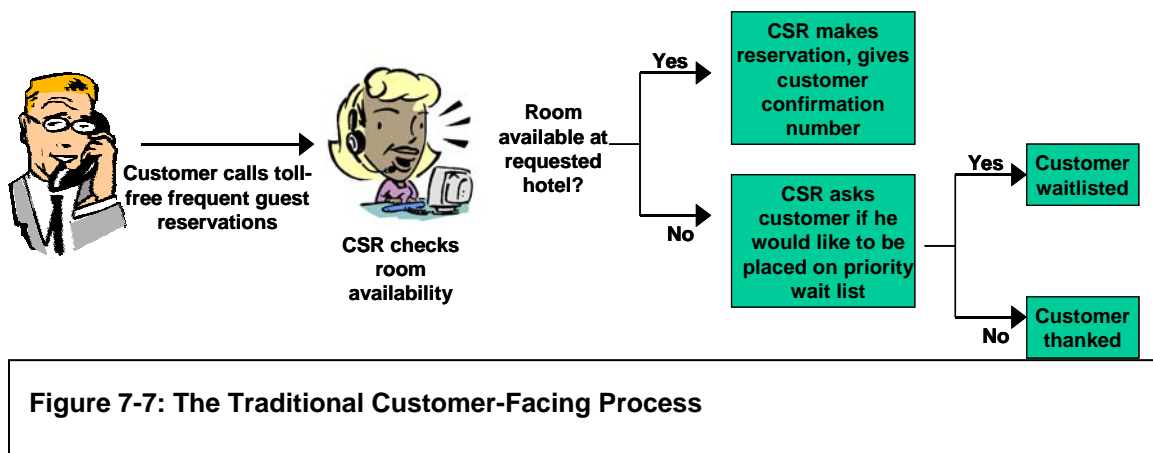 Customer calls toll-
free frequent guest
reservations
CSR checks
room
availability
Room
available at
requested
hotel?
Yes
CSR makes
reservation, gives
customer
confirmation
number
No
CSR asks
customer if he
would like to be
placed on priority
wait list
Yes
Customer
waitlisted
No
Customer
thanked
Figure 7-7: The Traditional Customer-Facing Process